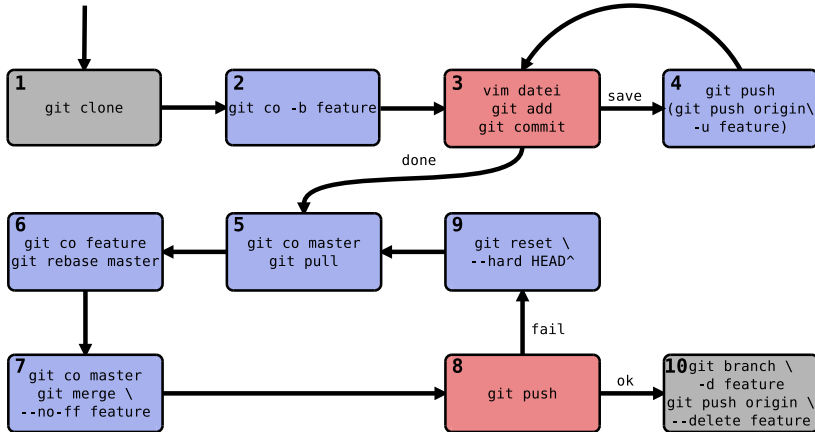 1
git clone
2
git co -b feature
3
vim datei
git add
git commit
save
4
git push
(git push origin\
-u feature)
done
5
git co master
git pull
6
git co feature
git rebase master
9
git reset \
--hard HEAD^
fail
7
git co master
git merge \
--no-ff feature
8
git push
ok
10
git branch \
-d feature
git push origin \
--delete feature